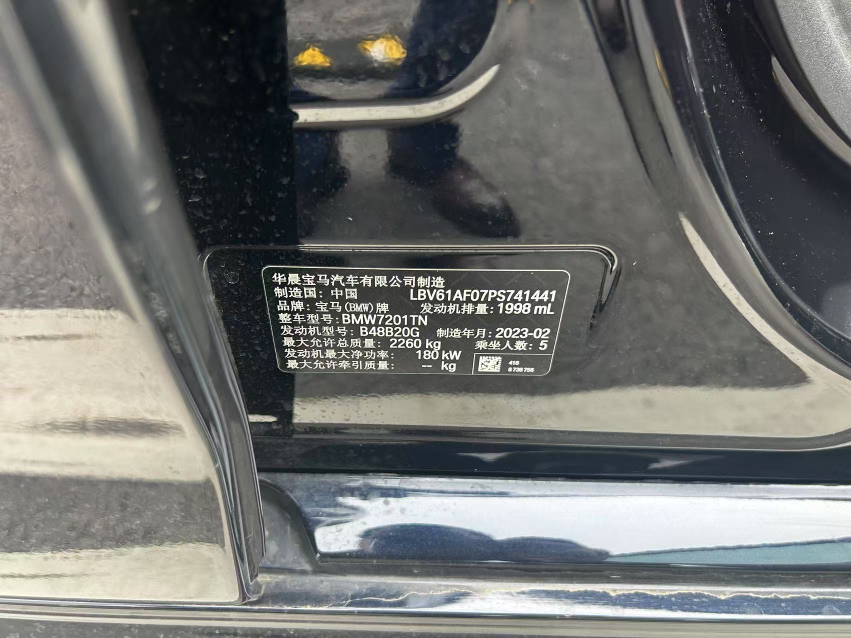 华晨宝马汽车有限公司制造
制造国：中国 LBV61AF07PS741441
品牌：宝马(BMW)牌 发动机排量：1998 mL
整车型号：BMW7201TN
发动机型号：B48B20G 制造年月：2023-02
最大允许总质量：2260 kg 乘坐人数：5
发动机最大净功率：180 kW
最大允许牵引质量：-- kg
416